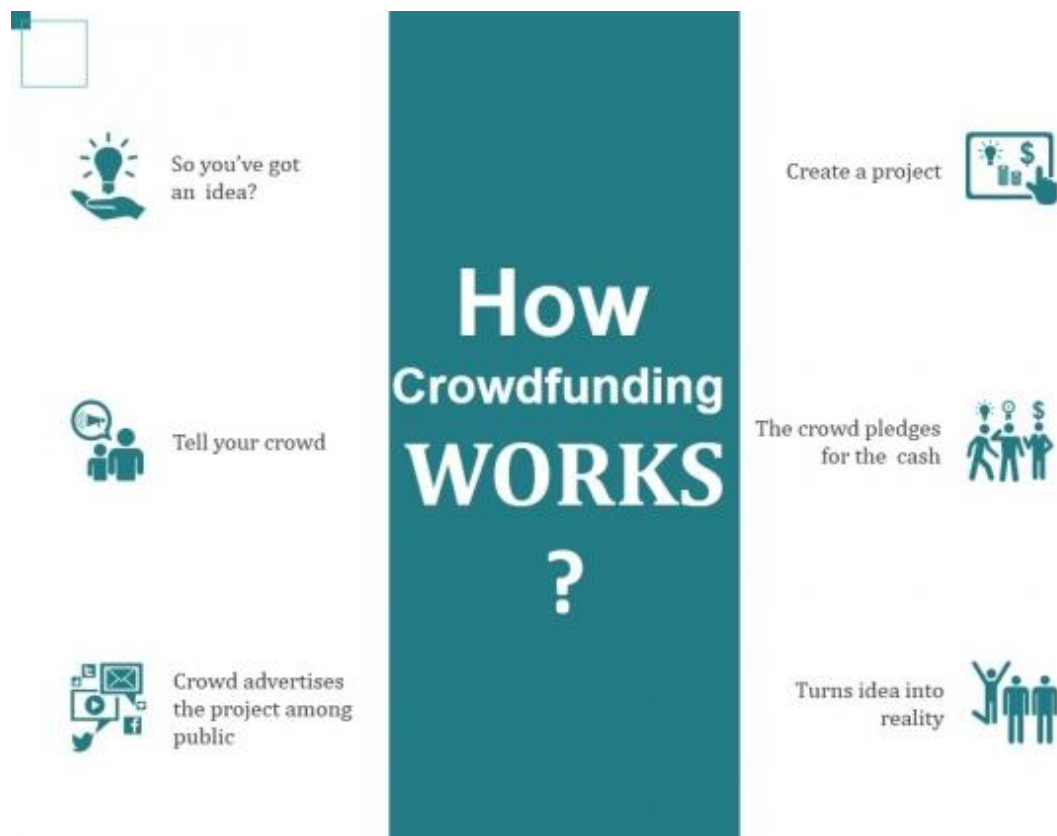 So you've got
an idea?
Create a project
How
Crowdfunding
WORKS
?
Tell your crowd
The crowd pledges
for the cash
Crowd advertises
the project among
public
Turns idea into
reality